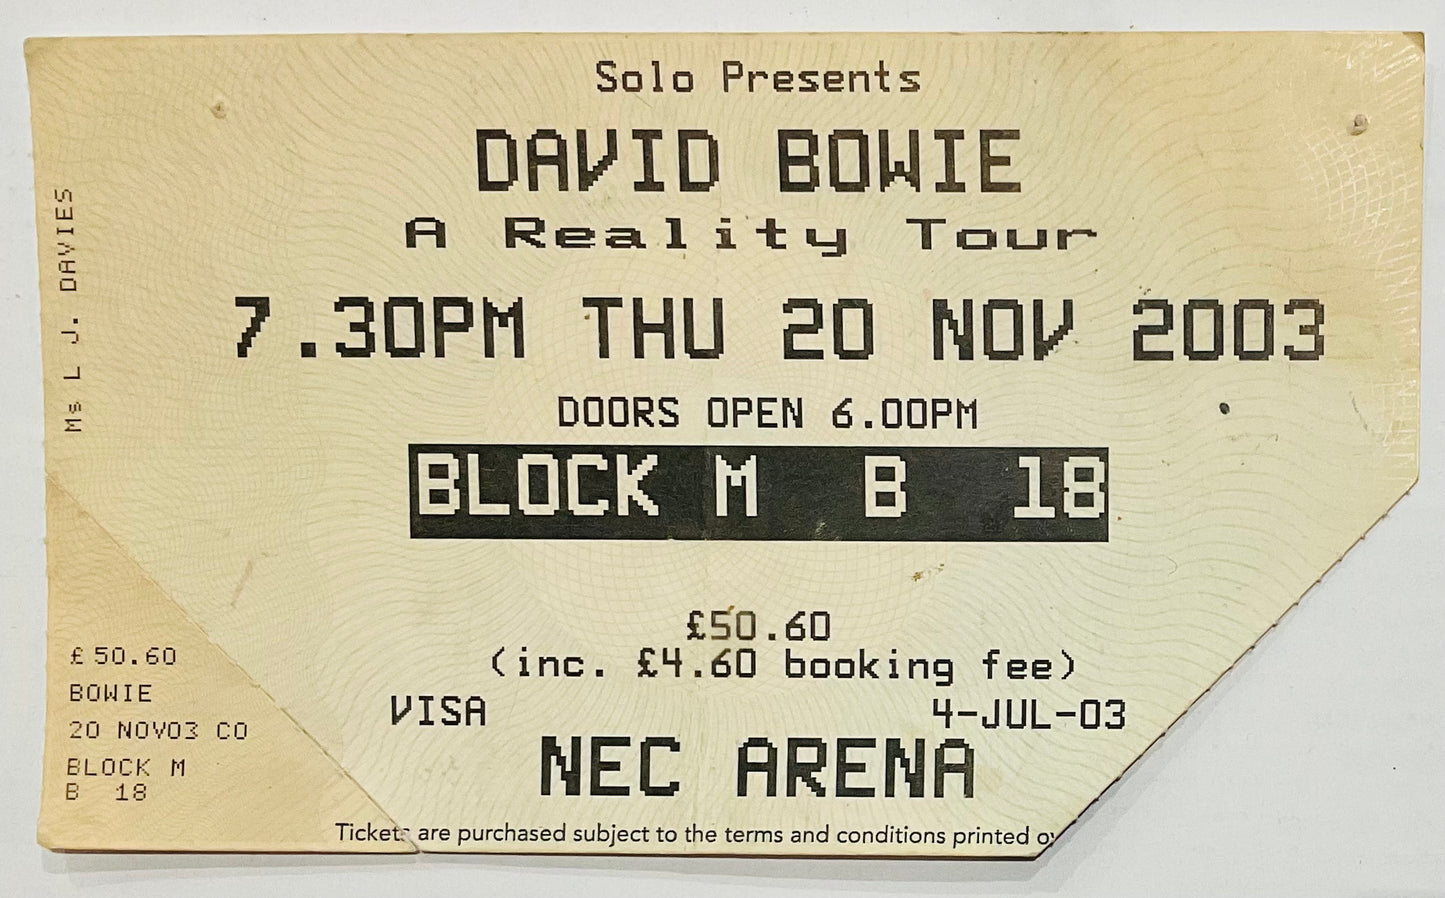 Solo Presents
DAVID BOWIE
A Reality Tour
7.30PM THU 20 NOV 2003
DOORS OPEN 6.00PM
BLOCK M B 18
£50.60
(inc. £4.60 booking fee)
VISA 4-JUL-03
NEC ARENA
Tickets are purchased subject to the terms and conditions printed
Ms L J. DAVIES
£50.60
BOWIE
20 NOV03 CO
BLOCK M
B 18